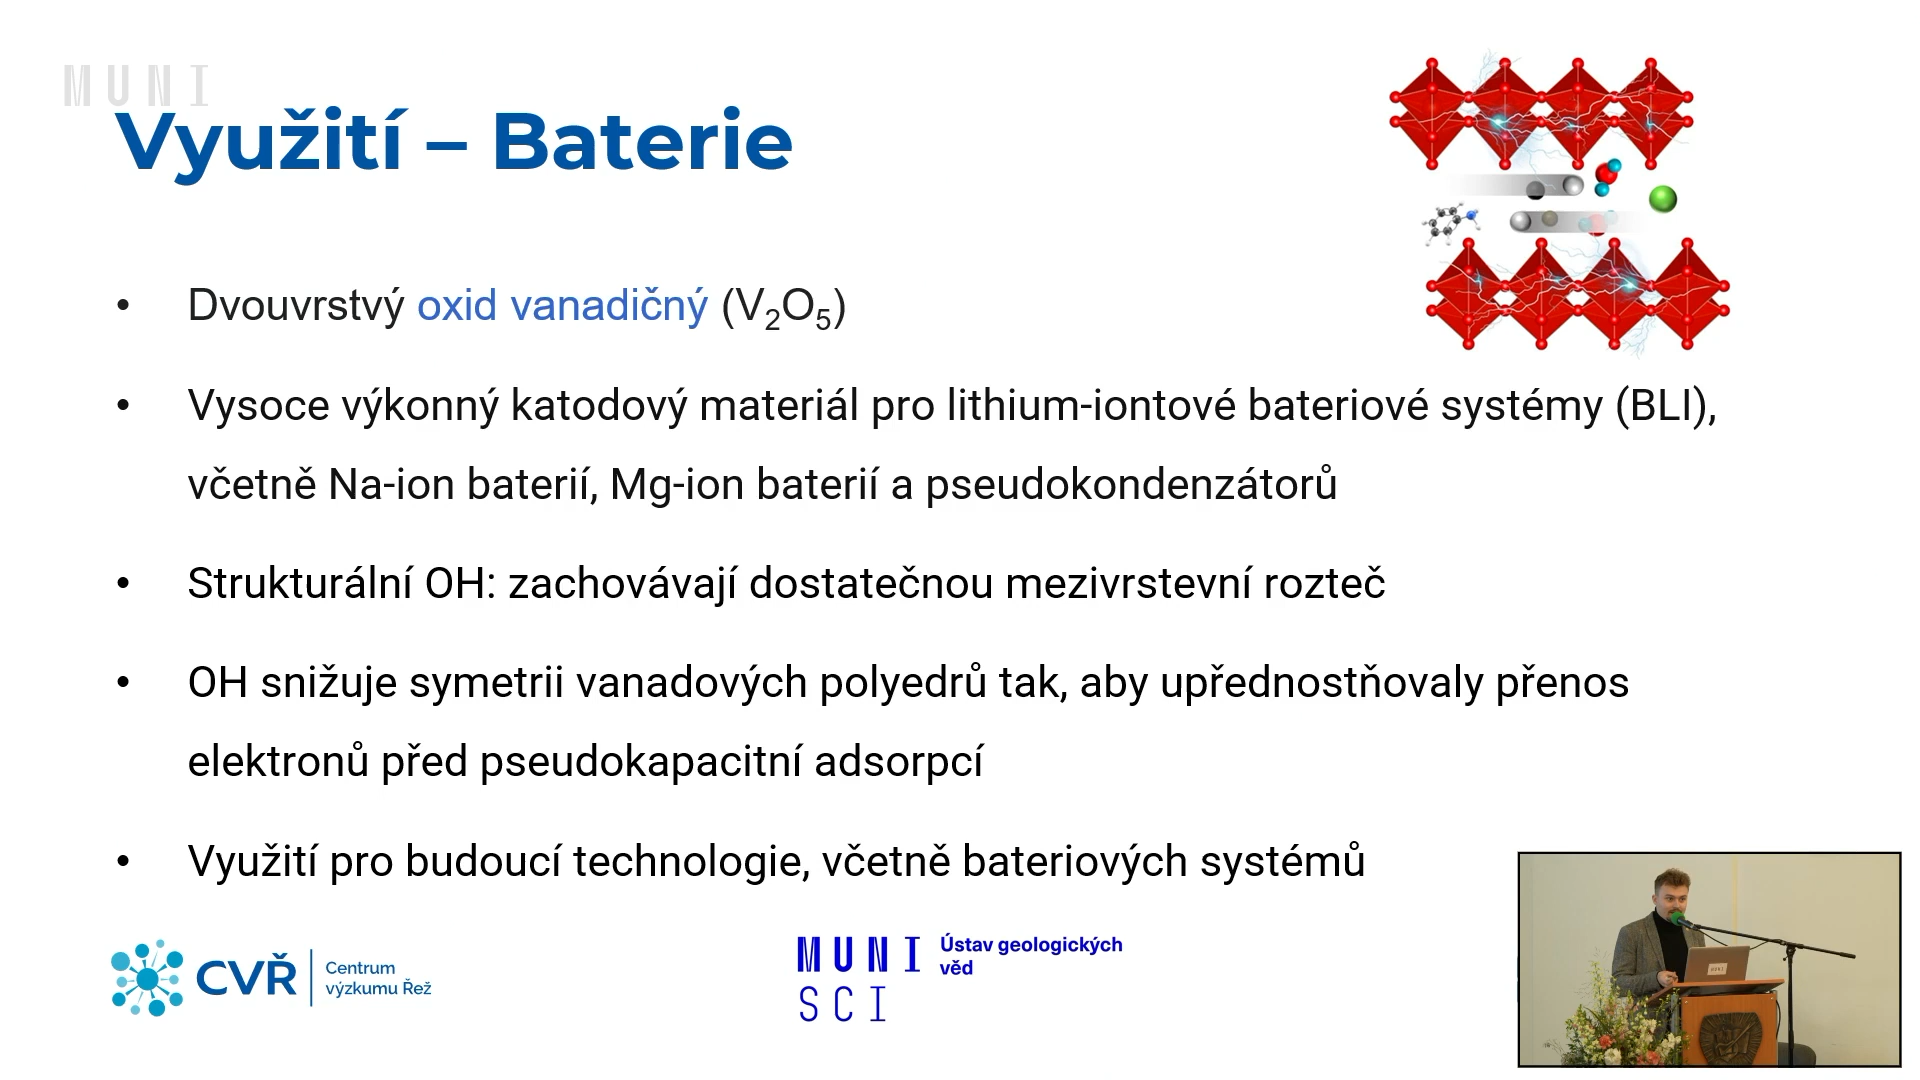 MUNI
Využití – Baterie
• Dvouvrstvý oxid vanadičný (V₂O₅)
• Vysoce výkonný katodový materiál pro lithium-iontové bateriové systémy (BLI),
včetně Na-ion baterií, Mg-ion baterií a pseudokondenzátorů
• Strukturální OH: zachovávají dostatečnou mezivrstevní rozteč
• OH snižuje symetrii vanadových polyedrů tak, aby upřednostňovaly přenos
elektronů před pseudokapacitní adsorpcí
• Využití pro budoucí technologie, včetně bateriových systémů
CVŘ
Centrum
výzkumu Řež
MUNI
SCI
Ústav geologických
věd